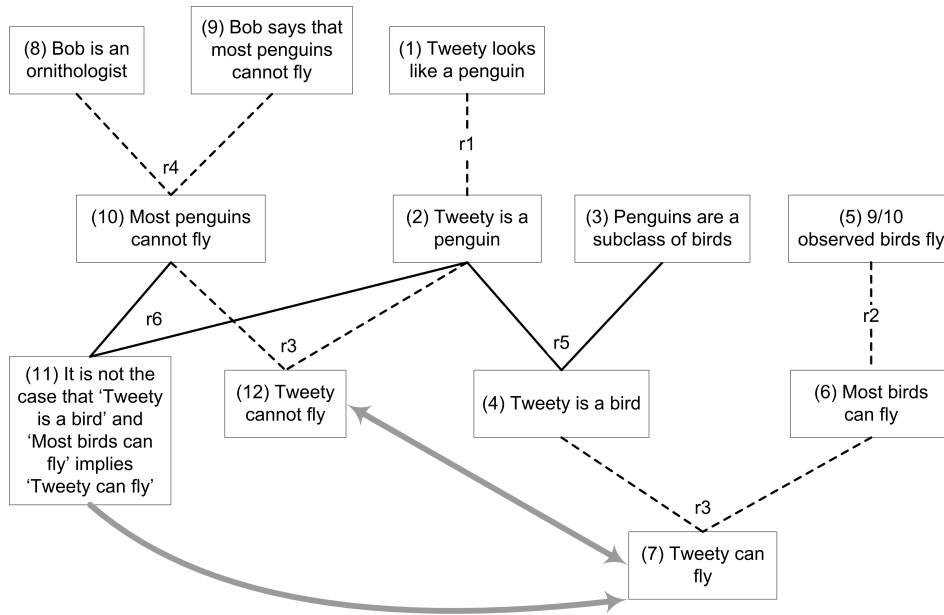 (8) Bob is an
ornithologist
(9) Bob says that
most penguins
cannot fly
(1) Tweety looks
like a penguin
r4
r1
(10) Most penguins
cannot fly
(2) Tweety is a
penguin
(3) Penguins are a
subclass of birds
(5) 9/10
observed birds fly
r6
r3
r5
r2
(11) It is not the
case that ‘Tweety
is a bird’ and
‘Most birds can
fly’ implies
‘Tweety can fly’
(12) Tweety
cannot fly
(4) Tweety is a bird
(6) Most birds
can fly
r3
(7) Tweety can
fly